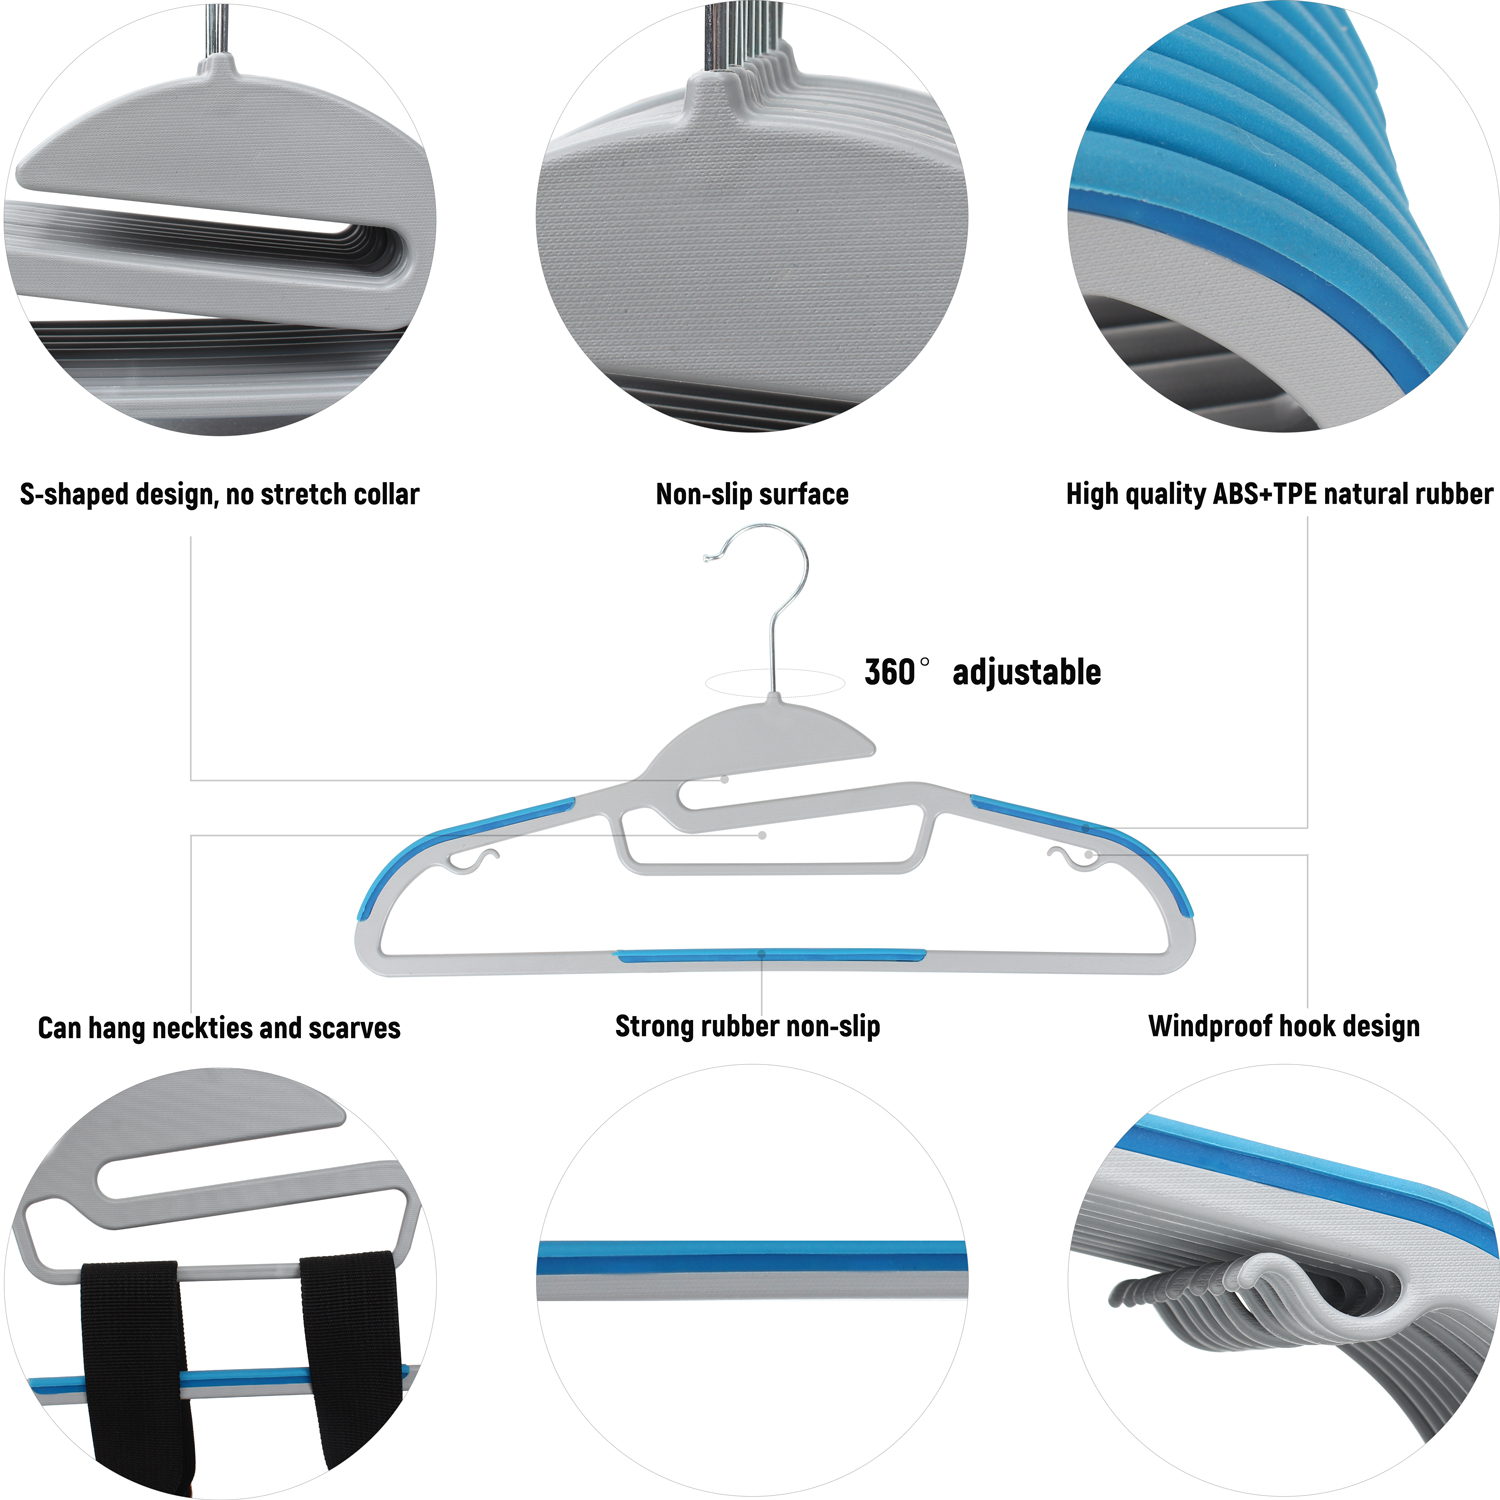 S-shaped design, no stretch collar
Non-slip surface
High quality ABS+TPE natural rubber
360° adjustable
Can hang neckties and scarves
Strong rubber non-slip
Windproof hook design